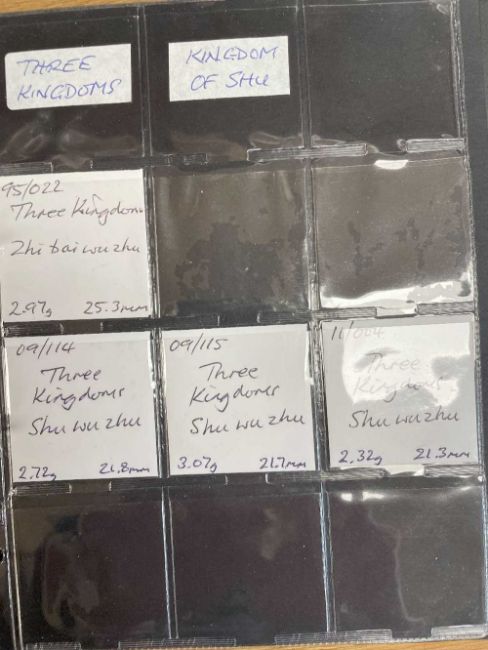 THREE
KINGDOMS
KINGDOM
OF SHU
95/022
Three Kingdoms
Zhi bai wu zhu
2.97g 25.3mm
09/114
Three
Kingdoms
Shu wu zhu
2.72g 21.8mm
09/115
Three
Kingdoms
Shu wu zhu
3.07g 21.7mm
11/004
Three
Kingdoms
Shu wu zhu
2.32g 21.3mm